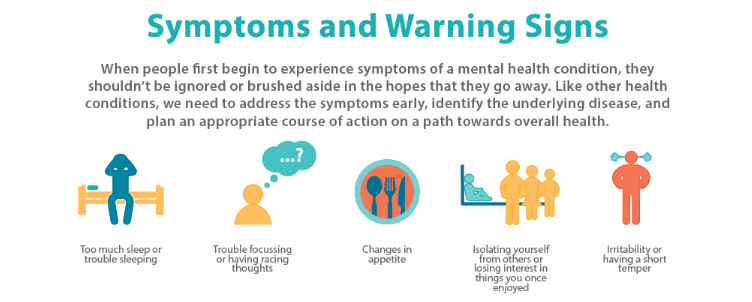 Symptoms and Warning Signs
When people first begin to experience symptoms of a mental health condition, they
shouldn't be ignored or brushed aside in the hopes that they go away. Like other health
conditions, we need to address the symptoms early, identify the underlying disease, and
plan an appropriate course of action on a path towards overall health.
...?
Too much sleep or
trouble sleeping
Trouble focussing
or having racing
thoughts
Changes in
appetite
Isolating yourself
from others or
losing interest in
things you once
enjoyed
Irritability or
having a short
temper